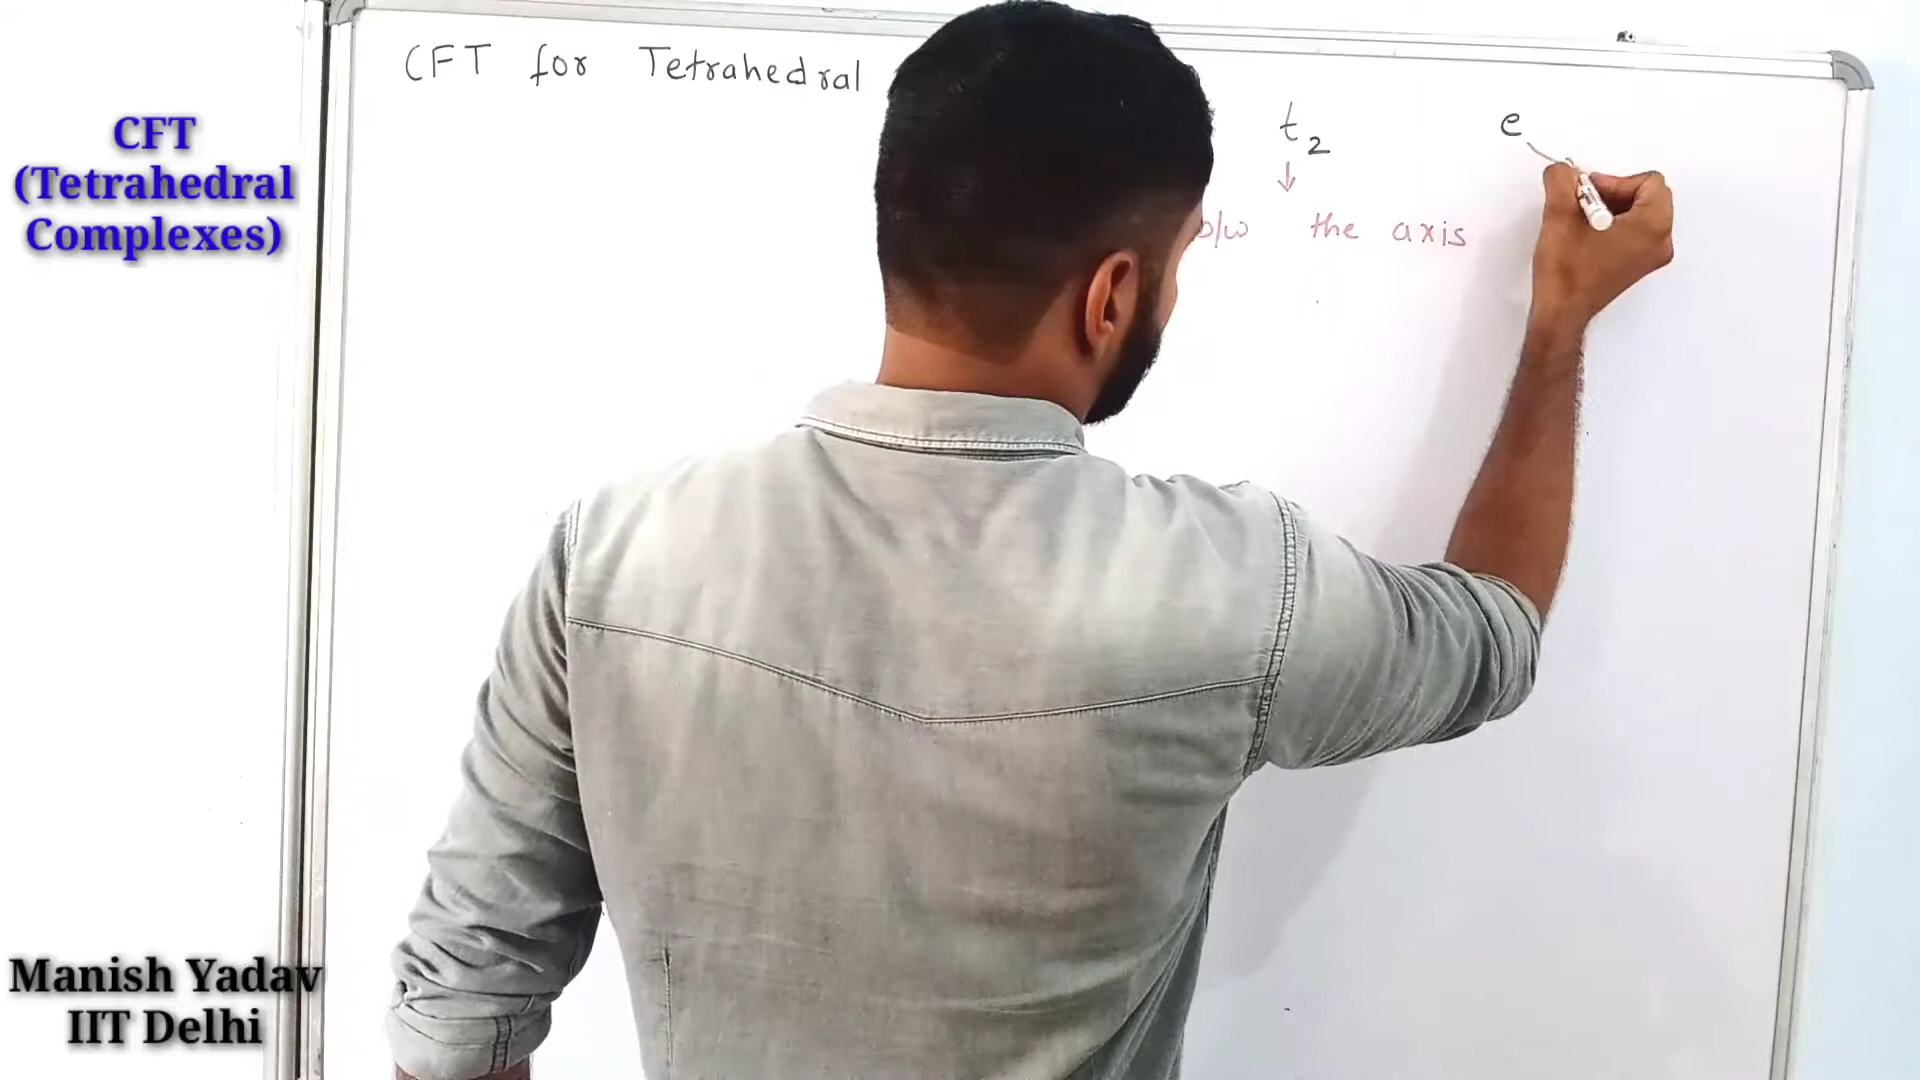 CFT for Tetrahedral
t₂ e
b/w the axis
CFT
(Tetrahedral
Complexes)
Manish Yadav
IIT Delhi